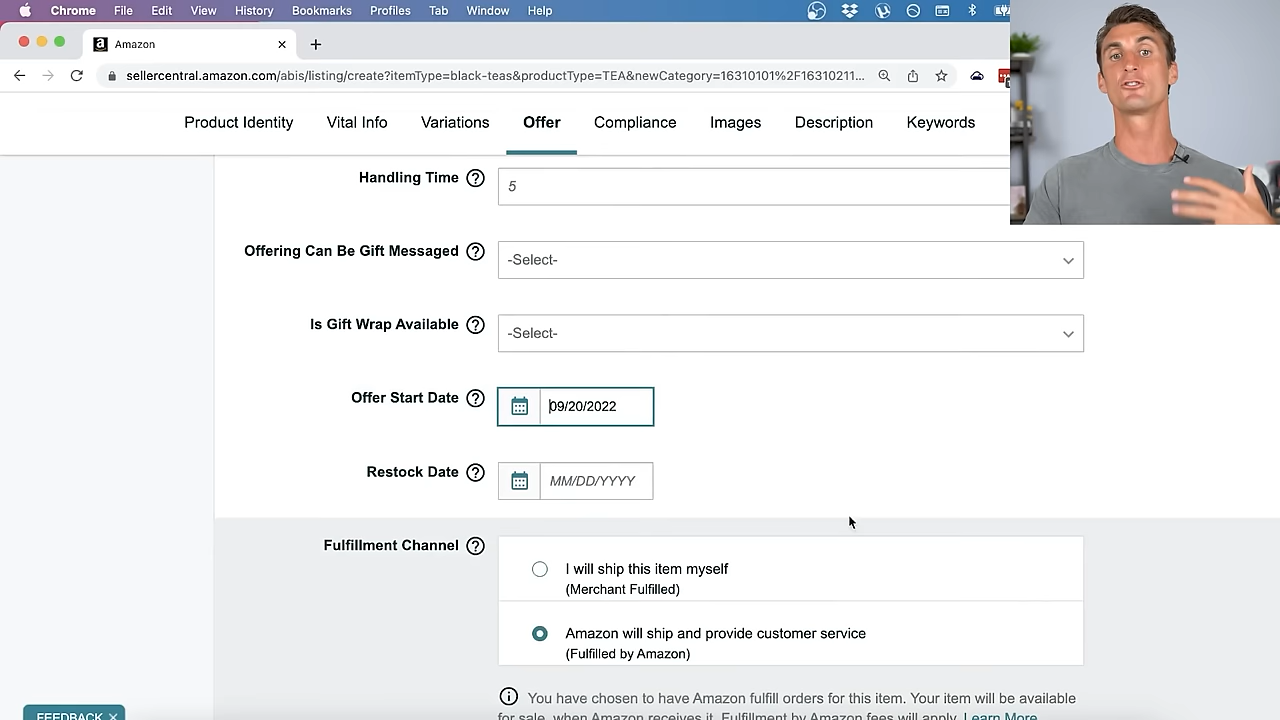 Chrome File Edit View History Bookmarks Profiles Tab Window Help
Amazon
sellercentral.amazon.com/abis/listing/create?itemType=black-teas&productType=TEA&newCategory=16310101%2F16310211...
Product Identity Vital Info Variations Offer Compliance Images Description Keywords
Handling Time 5
Offering Can Be Gift Messaged -Select-
Is Gift Wrap Available -Select-
Offer Start Date 09/20/2022
Restock Date MM/DD/YYYY
Fulfillment Channel
I will ship this item myself
(Merchant Fulfilled)
Amazon will ship and provide customer service
(Fulfilled by Amazon)
You have chosen to have Amazon fulfill orders for this item. Your item will be available
for sale, when Amazon receives it. Fulfillment by Amazon fees will apply. Learn More
FEEDBACK